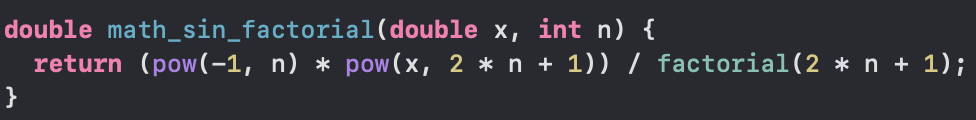 double math_sin_factorial(double x, int n) {
  return (pow(-1, n) * pow(x, 2 * n + 1)) / factorial(2 * n + 1);
}